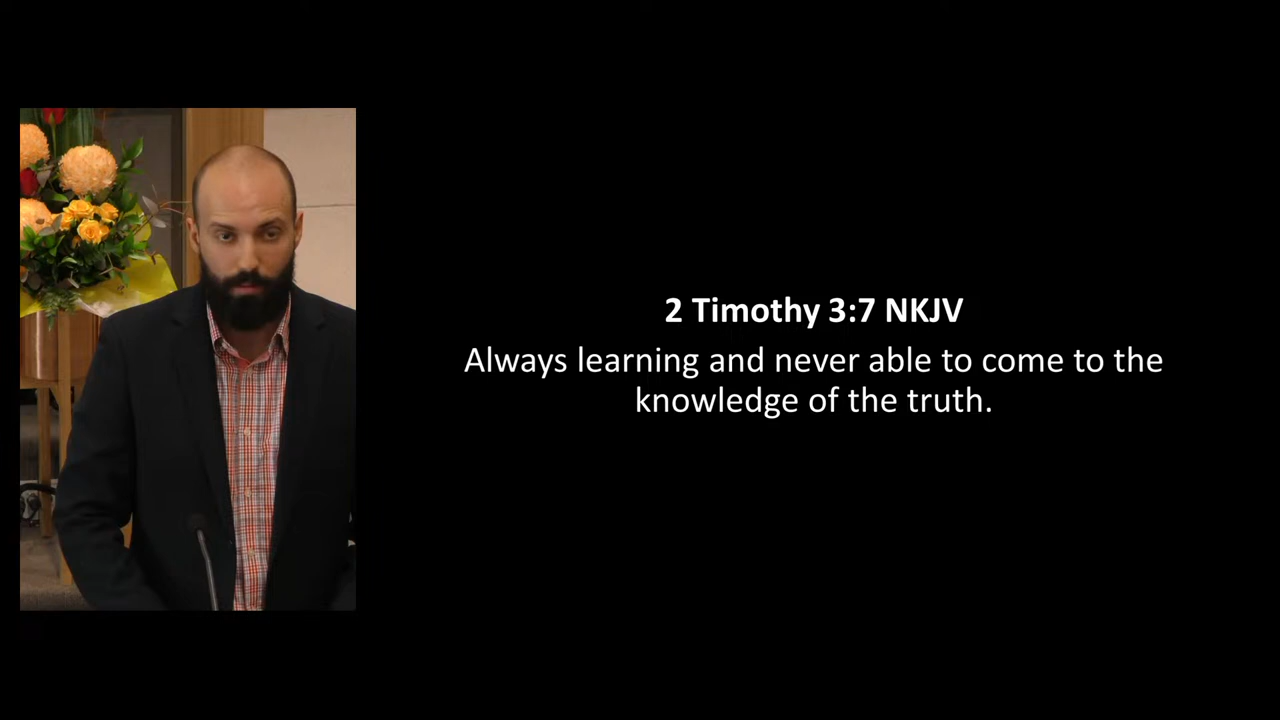 2 Timothy 3:7 NKJV
Always learning and never able to come to the
knowledge of the truth.